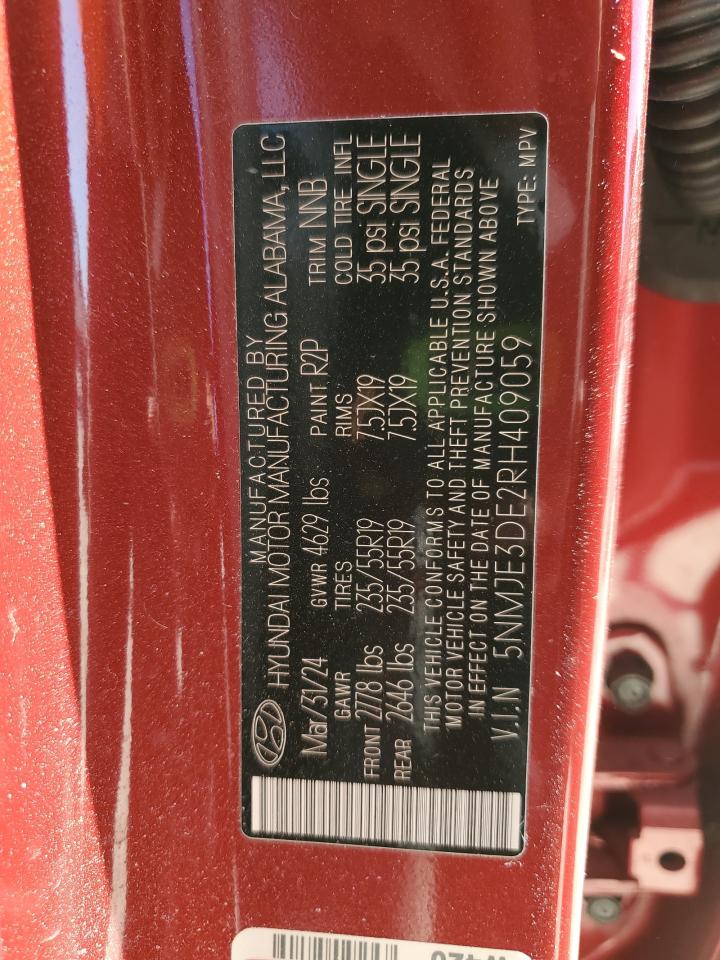 MANUFACTURED BY
HYUNDAI MOTOR MANUFACTURING ALABAMA, LLC
Mar/31/24 GVWR 4629 lbs PAINT R2P TRIM NNB
GAWR TIRES RIMS COLD TIRE INFL
FRONT 2778 lbs 235/55R19 7.5JX19 35 psi SINGLE
REAR 2646 lbs 235/55R19 7.5JX19 35 psi SINGLE
THIS VEHICLE CONFORMS TO ALL APPLICABLE U.S.A. FEDERAL
MOTOR VEHICLE SAFETY AND THEFT PREVENTION STANDARDS
IN EFFECT ON THE DATE OF MANUFACTURE SHOWN ABOVE
V.I.N 5NMJE3DE2RH409059 TYPE: MPV